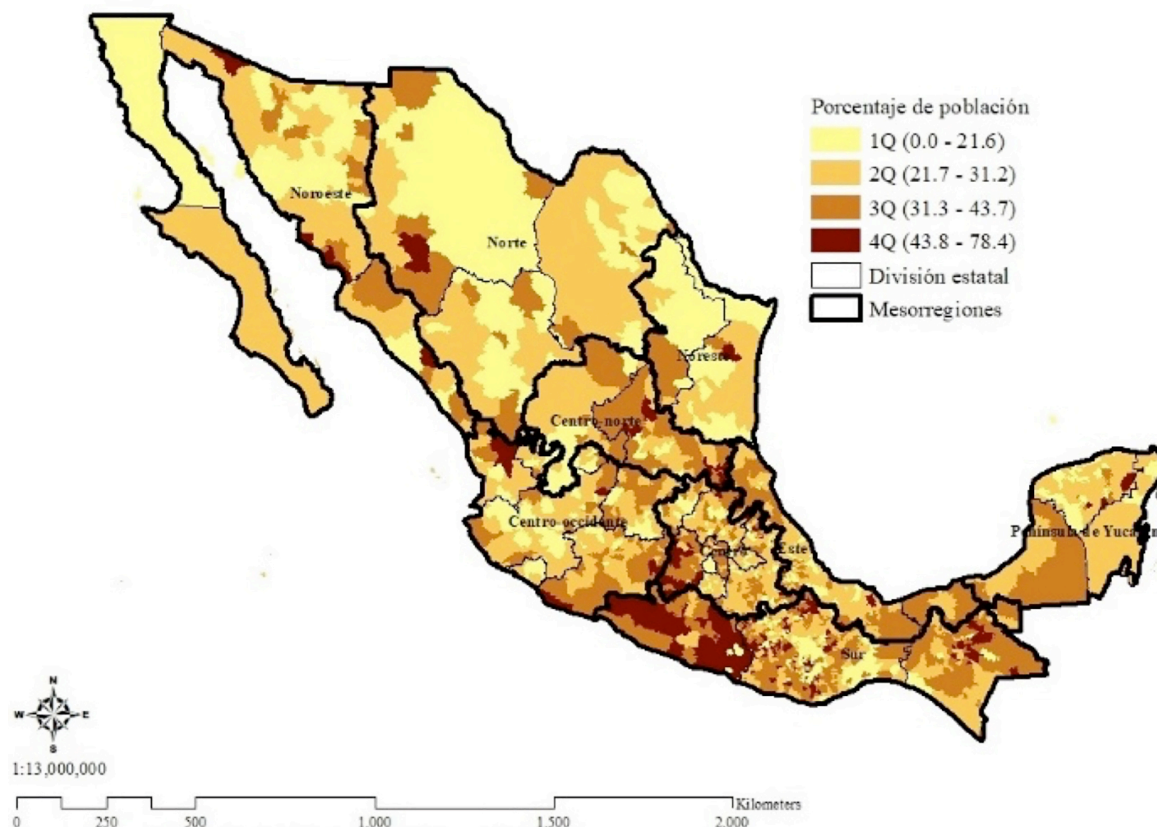 Porcentaje de población
1Q (0.0 - 21.6)
2Q (21.7 - 31.2)
3Q (31.3 - 43.7)
4Q (43.8 - 78.4)
División estatal
Mesorregiones
Noroeste
Norte
Noreste
Centro-norte
Centro-occidente
Centro
Este
Península de Yucatán
Sur
N
W E
S
1:13,000,000
Kilometers
0 250 500 1.000 1.500 2.000